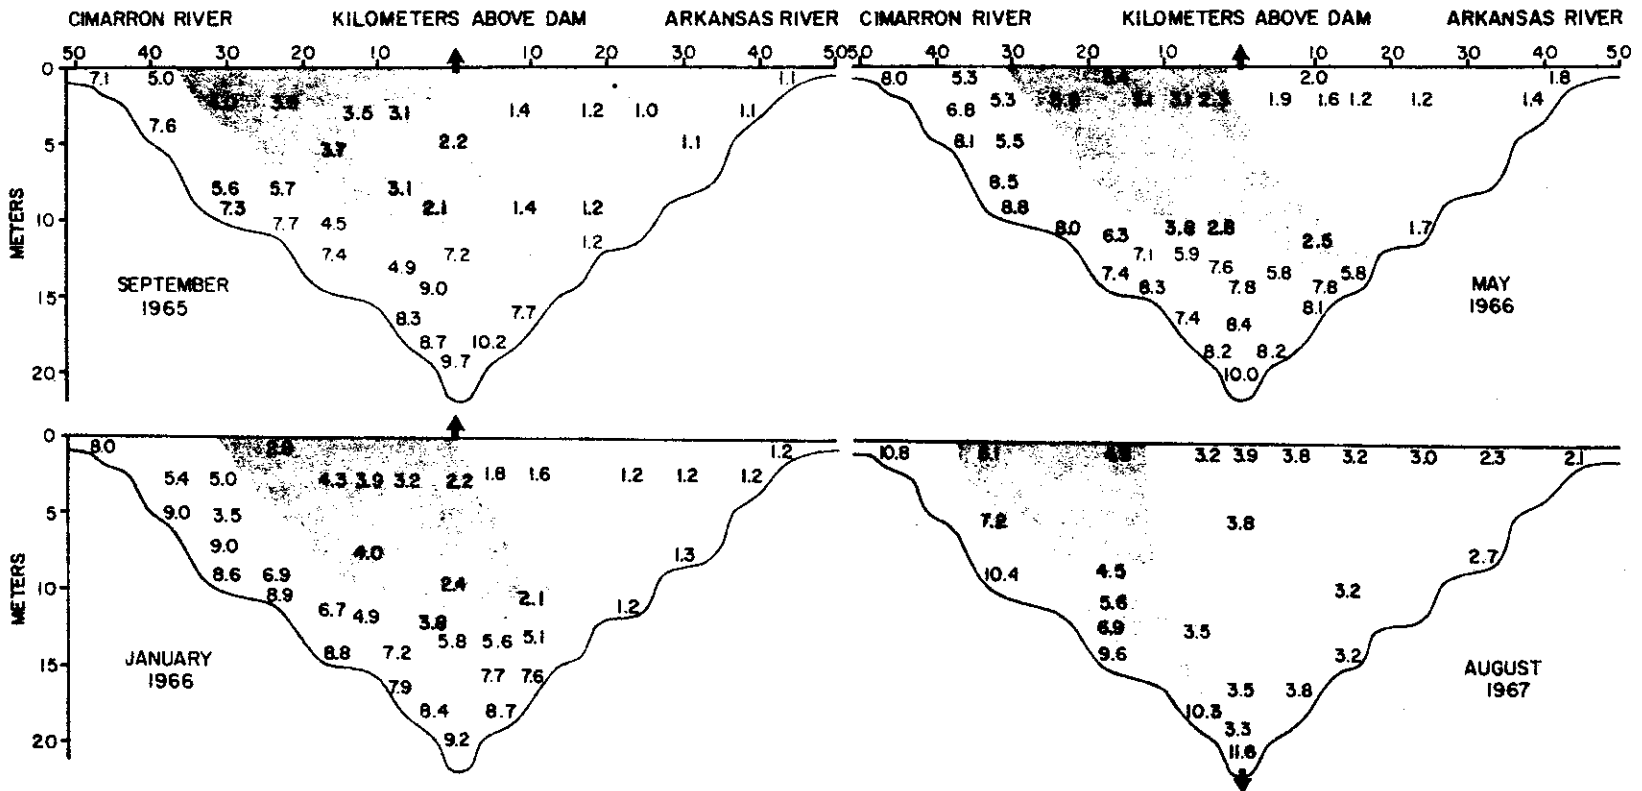 CIMARRON RIVER KILOMETERS ABOVE DAM ARKANSAS RIVER CIMARRON RIVER KILOMETERS ABOVE DAM ARKANSAS RIVER
50 40 30 20 10 10 20 30 40 50 50 40 30 20 10 10 20 30 40 50
METERS
0
5
10
15
20
7.1 5.0 1.1
3.5 3.1 1.4 1.2 1.0 1.1
7.6
3.7 2.2 1.1
5.6 5.7 3.1
7.3 2.1 1.4 1.2
7.7 4.5
1.2
7.4 7.2
4.9
9.0
8.3 7.7
8.7 10.2
9.7
SEPTEMBER
1965
8.0 5.3 2.0 1.8
5.3 1.9 1.6 1.2 1.2 1.4
6.8
8.1 5.5
8.5
8.8
8.0 6.3 3.8 2.8 2.5 1.7
7.1 5.9
7.4 7.6 5.8 5.8
8.3 7.8 7.8
8.1
7.4 8.4
8.2 8.2
10.0
MAY
1966
METERS
0
5
10
15
20
8.0 1.2
5.4 5.0 4.3 3.9 3.2 2.2 1.8 1.6 1.2 1.2 1.2
9.0 3.5
9.0 4.0 1.3
8.6 6.9 2.4
8.9 2.1
6.7 4.9 3.8 1.2
5.8 5.6 5.1
8.8 7.2
7.9 7.7 7.6
8.4 8.7
9.2
JANUARY
1966
10.8 3.2 3.9 3.8 3.2 3.0 2.3 2.1
7.2 3.8
2.7
10.4 4.5
5.6 3.2
6.9 3.5
9.6 3.2
3.5 3.8
10.3
3.3
11.6
AUGUST
1967